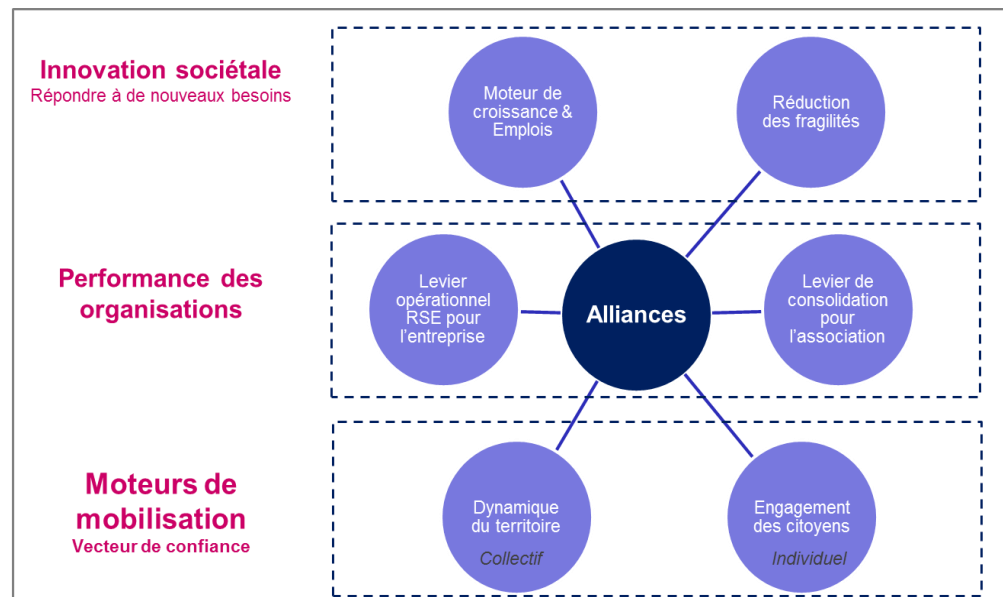 Innovation sociétale
Répondre à de nouveaux besoins
Moteur de
croissance &
Emplois
Réduction
des fragilités
Performance des
organisations
Levier
opérationnel
RSE pour
l'entreprise
Alliances
Levier de
consolidation
pour
l'association
Moteurs de
mobilisation
Vecteur de confiance
Dynamique
du territoire
Collectif
Engagement
des citoyens
Individuel